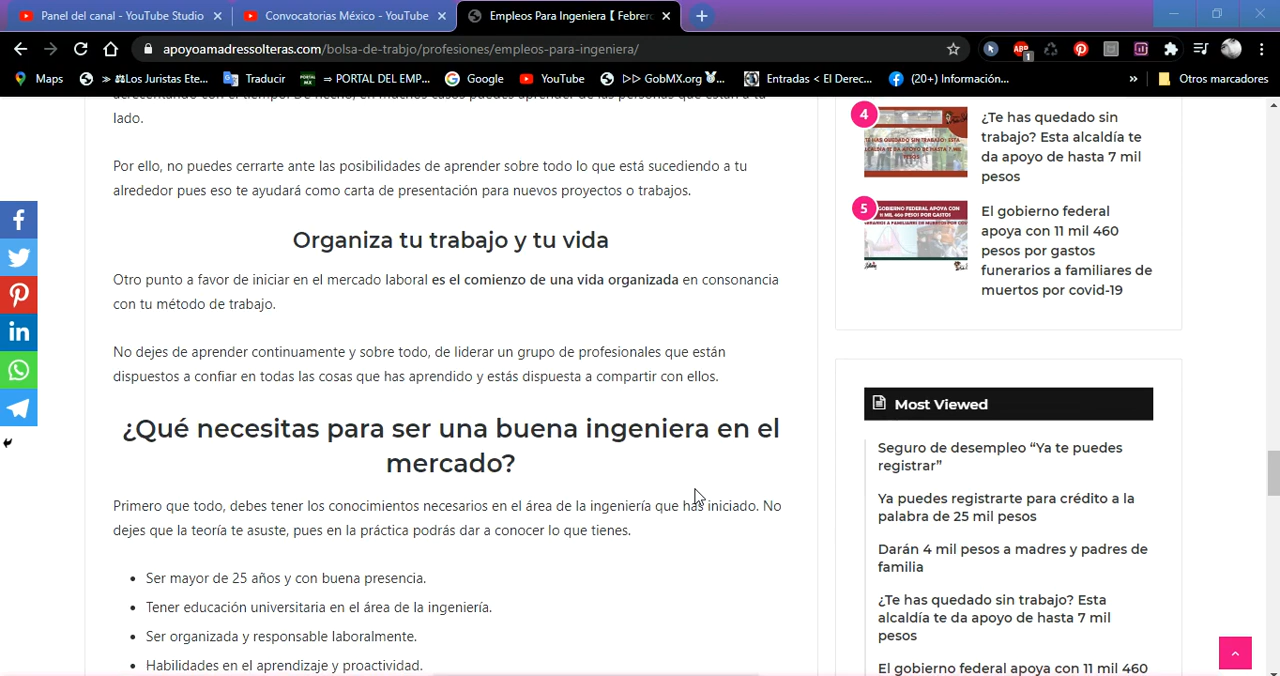 Panel del canal - YouTube Studio
Convocatorias México - YouTube
Empleos Para Ingeniera【 Febrero
apoyoamadressolteras.com/bolsa-de-trabjo/profesiones/empleos-para-ingeniera/
Maps
» ⚖Los Juristas Ete...
Traducir
⇒ PORTAL DEL EMP...
Google
YouTube
▷▷ GobMX.org
Entradas < El Derec...
(20+) Información...
»
Otros marcadores
lado.
Por ello, no puedes cerrarte ante las posibilidades de aprender sobre todo lo que está sucediendo a tu
alrededor pues eso te ayudará como carta de presentación para nuevos proyectos o trabajos.
Organiza tu trabajo y tu vida
Otro punto a favor de iniciar en el mercado laboral es el comienzo de una vida organizada en consonancia
con tu método de trabajo.
No dejes de aprender continuamente y sobre todo, de liderar un grupo de profesionales que están
dispuestos a confiar en todas las cosas que has aprendido y estás dispuesta a compartir con ellos.
¿Qué necesitas para ser una buena ingeniera en el
mercado?
Primero que todo, debes tener los conocimientos necesarios en el área de la ingeniería que has iniciado. No
dejes que la teoría te asuste, pues en la práctica podrás dar a conocer lo que tienes.
• Ser mayor de 25 años y con buena presencia.
• Tener educación universitaria en el área de la ingeniería.
• Ser organizada y responsable laboralmente.
• Habilidades en el aprendizaje y proactividad.
4
¿Te has quedado sin
trabajo? Esta alcaldía te
da apoyo de hasta 7 mil
pesos
5
El gobierno federal
apoya con 11 mil 460
pesos por gastos
funerarios a familiares de
muertos por covid-19
Most Viewed
Seguro de desempleo “Ya te puedes
registrar”
Ya puedes registrarte para crédito a la
palabra de 25 mil pesos
Darán 4 mil pesos a madres y padres de
familia
¿Te has quedado sin trabajo? Esta
alcaldía te da apoyo de hasta 7 mil
pesos
El gobierno federal apoya con 11 mil 460